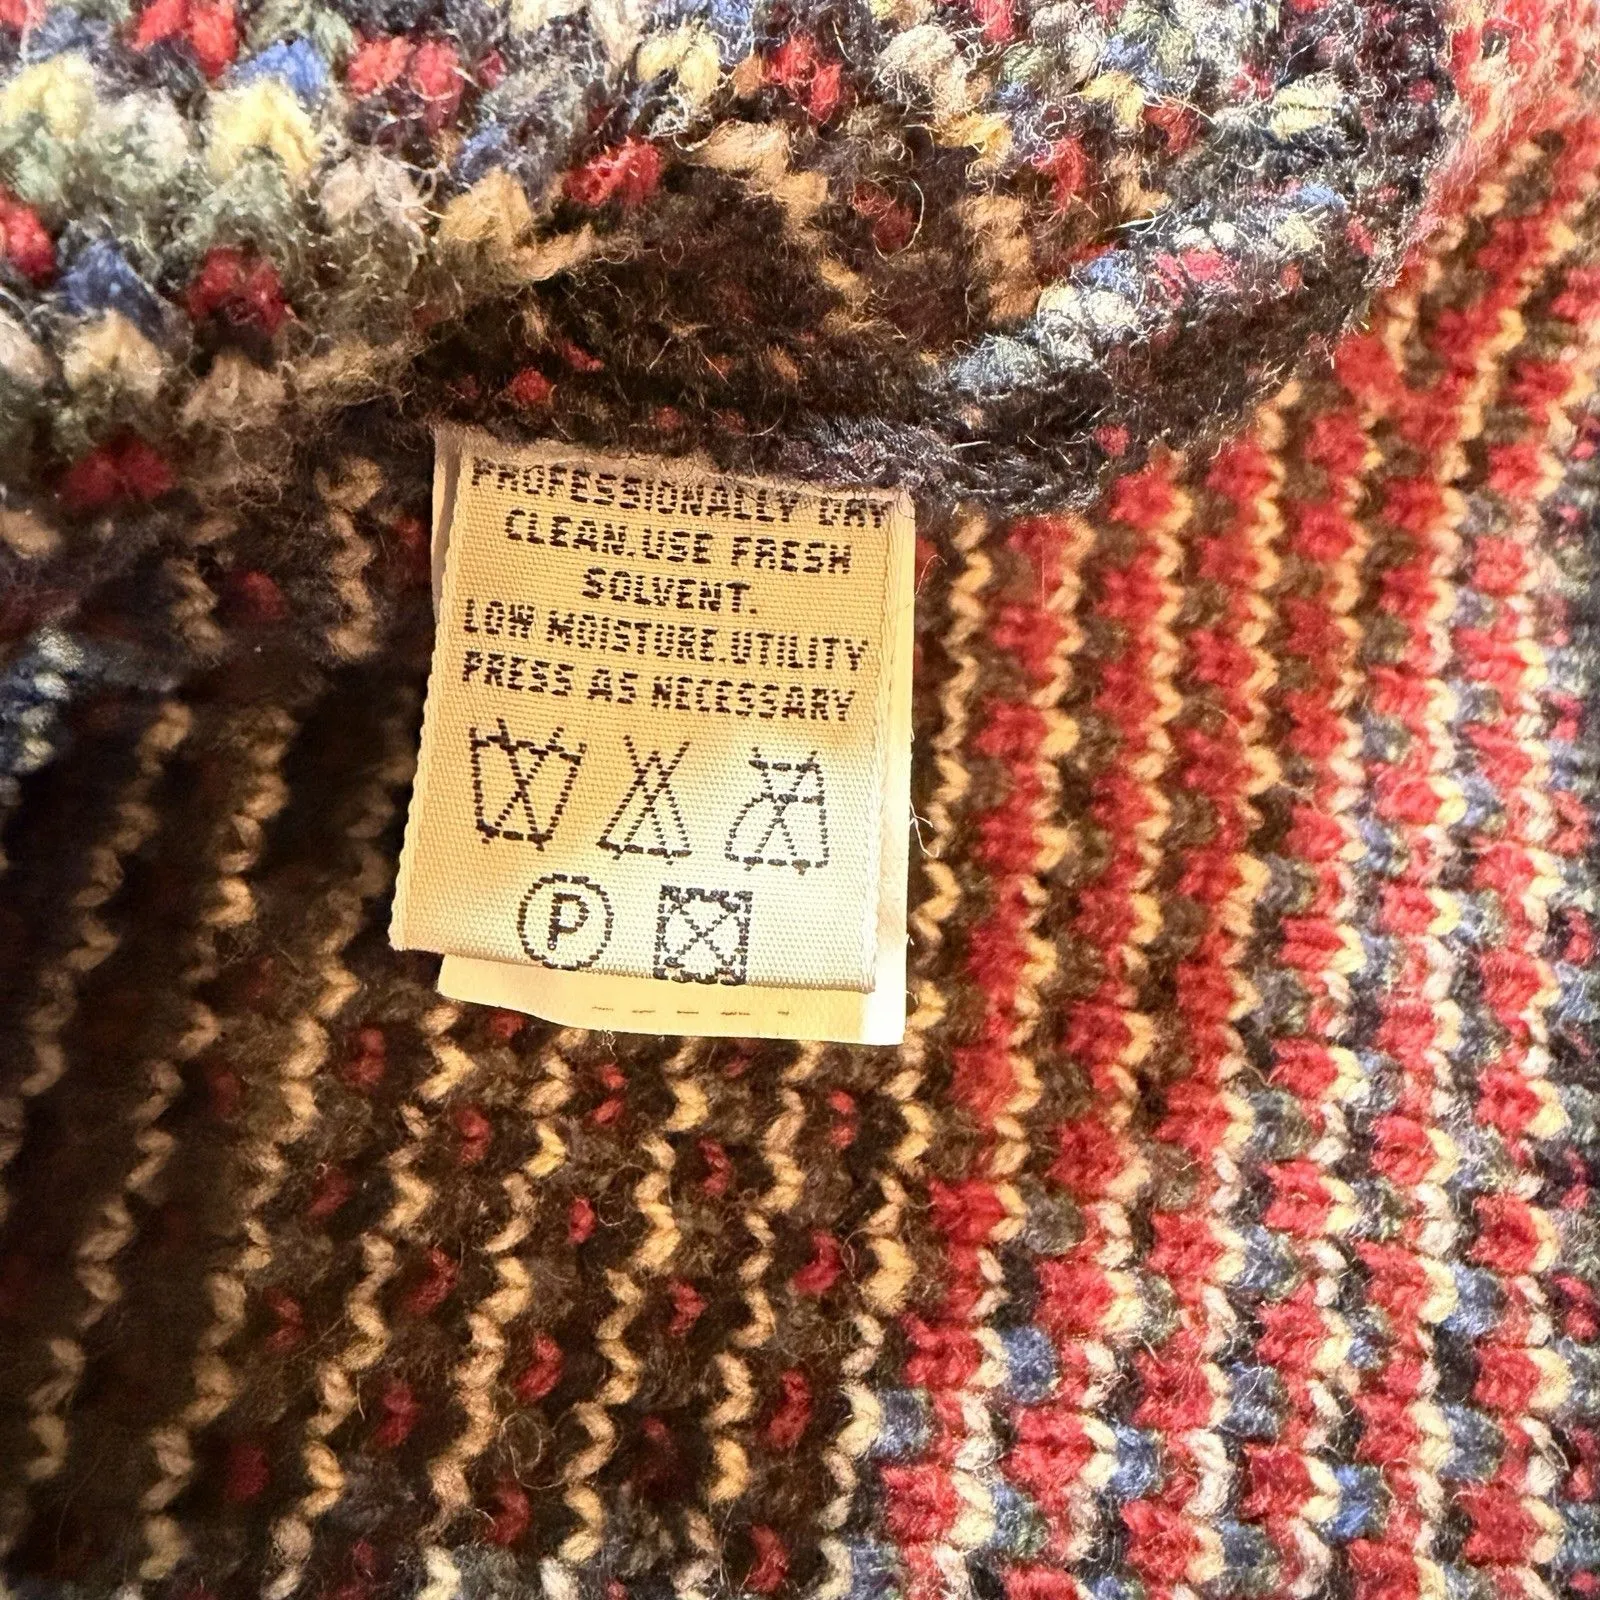 PROFESSIONALLY DRY
CLEAN.USE FRESH
SOLVENT.
LOW MOISTURE.UTILITY
PRESS AS NECESSARY
P